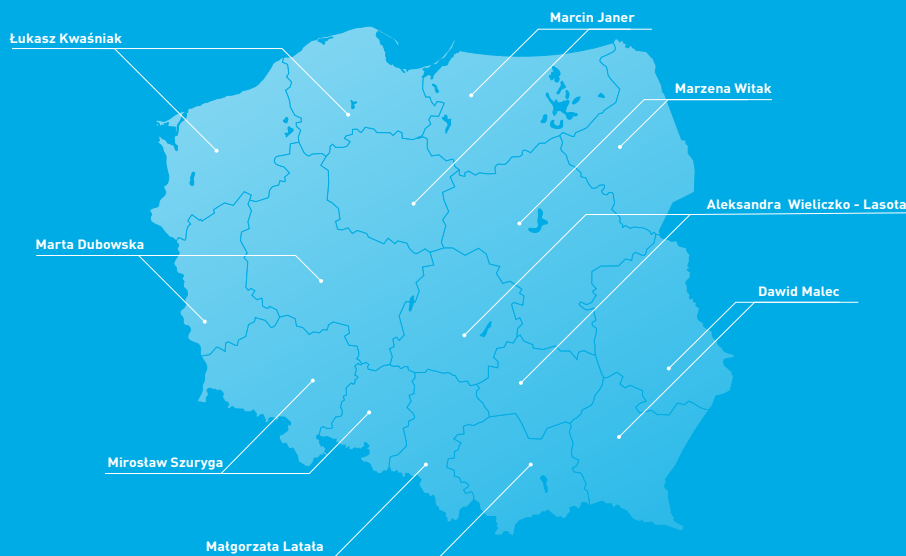 Marcin Janer
Łukasz Kwaśniak
Marzena Witak
Aleksandra Wieliczko - Lasota
Marta Dubowska
Dawid Malec
Mirosław Szuryga
Małgorzata Latała